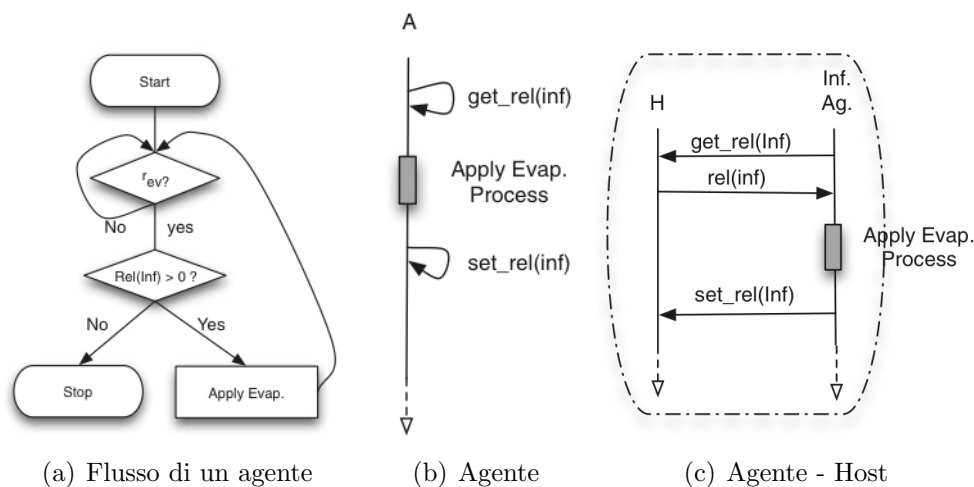 Start
r_ev?
No
yes
Rel(Inf) > 0 ?
No
Yes
Stop
Apply Evap.
(a) Flusso di un agente
A
get_rel(inf)
Apply Evap.
Process
set_rel(inf)
(b) Agente
H
Inf.
Ag.
get_rel(Inf)
rel(inf)
Apply Evap.
Process
set_rel(Inf)
(c) Agente - Host